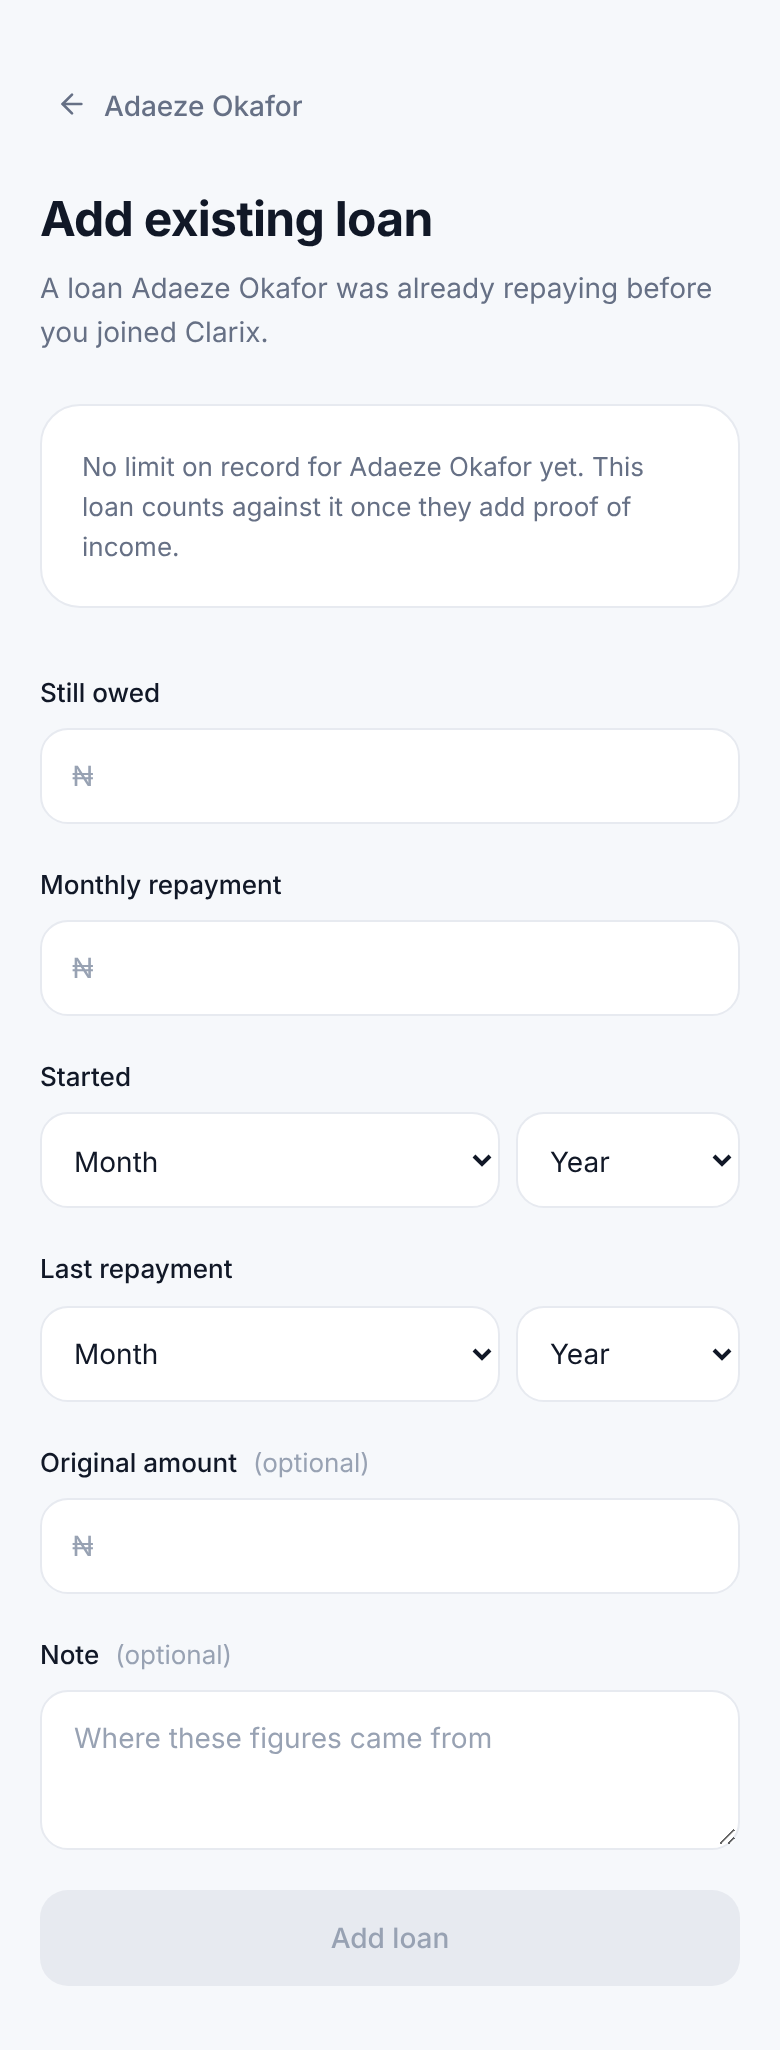 Adaeze Okafor
Add existing loan
A loan Adaeze Okafor was already repaying before
you joined Clarix.
No limit on record for Adaeze Okafor yet. This
loan counts against it once they add proof of
income.
Still owed
₦
Monthly repayment
₦
Started
Month
Year
Last repayment
Month
Year
Original amount (optional)
₦
Note (optional)
Where these figures came from
Add loan